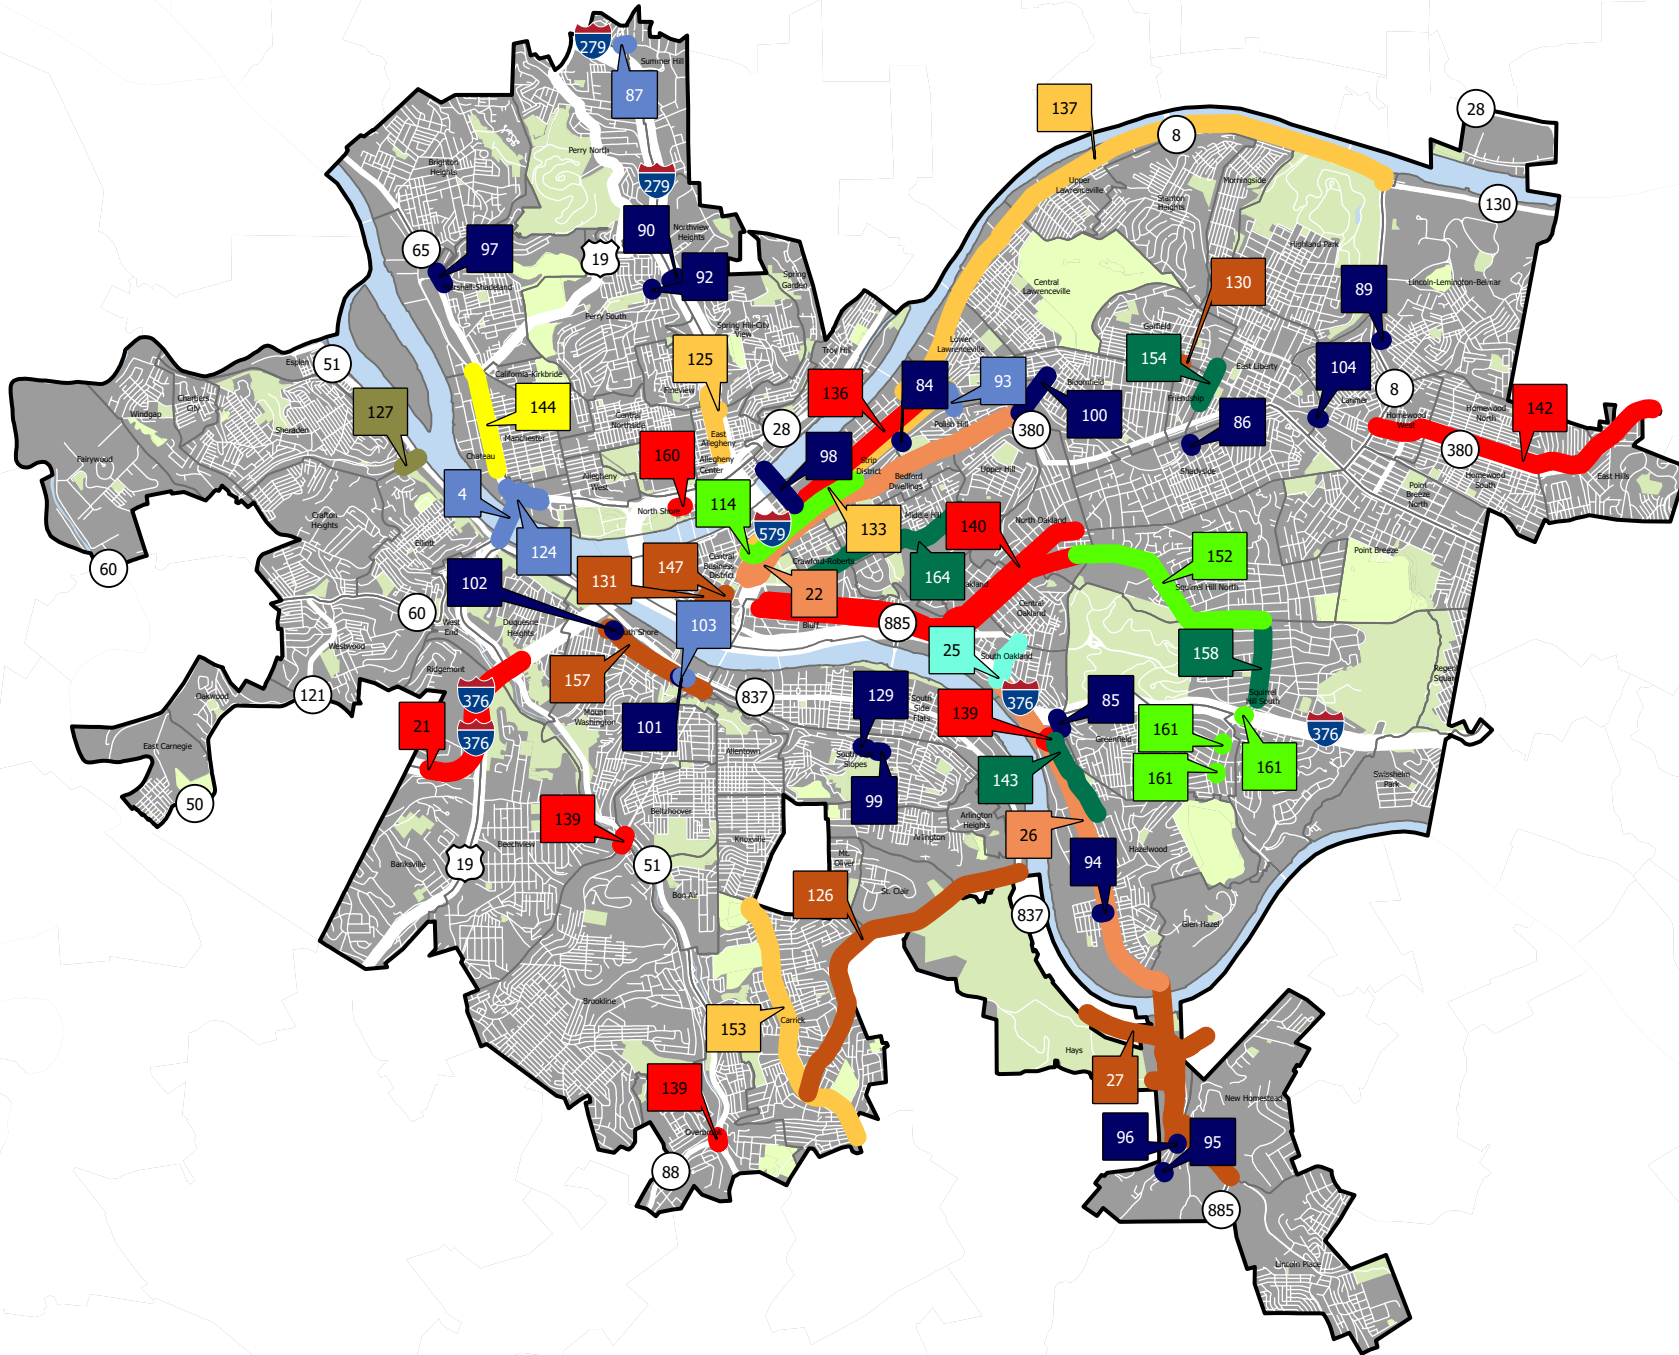 279
Summer Hill
87
137
28
8
Perry North
Brighton
Heights
279
Upper
Lawrenceville
Morningside
Stanton
Heights
130
90
Northview
Heights
65
97
19
92
Highland Park
Marshall-Shadeland
Spring
Garden
Central
Lawrenceville
130
89
Lincoln-Lemington-Belmar
Perry South
Spring Hill-City
View
Garfield
Esplen
51
125
Troy Hill
Lower
Lawrenceville
154
East Liberty
104
California-Kirkbride
Fineview
136
84
93
Bloomfield
8
Chartiers
City
Windgap
127
144
Friendship
Larimer
Central
Northside
Homewood
North
142
Homewood
West
Sheraden
Manchester
28
Polish Hill
380
100
86
East
Allegheny
Fairywood
Chateau
160
Allegheny
Center
98
Strip
District
380
Shadyside
Upper Hill
Bedford
Dwellings
Homewood
South
East Hills
Allegheny
West
4
Point
Breeze
North
114
North Shore
Middle Hill
140
North Oakland
Crafton
Heights
579
133
Elliott
124
Central
Business
District
Crawford-Roberts
152
Point Breeze
60
102
131
147
164
Squirrel Hill North
22
60
West
End
Duquesne
Heights
South Shore
103
Bluff
885
Central
Oakland
Westwood
25
South Oakland
158
Ridgemont
Oakwood
121
376
157
837
129
South
Side
Flats
376
85
Squirrel
Hill South
Regent
Square
21
Mount
Washington
101
139
161
376
East Carnegie
376
Allentown
Greenfield
South
Slopes
143
161
161
Swisshelm
Park
50
99
139
Beltzhoover
Arlington
Heights
Knoxville
Arlington
26
Beechview
Hazelwood
Banksville
19
51
Mt.
Oliver
94
Bon Air
126
St. Clair
837
Glen Hazel
Brookline
153
Carrick
Hays
27
139
New Homestead
Overbrook
96
95
88
885
Lincoln Place